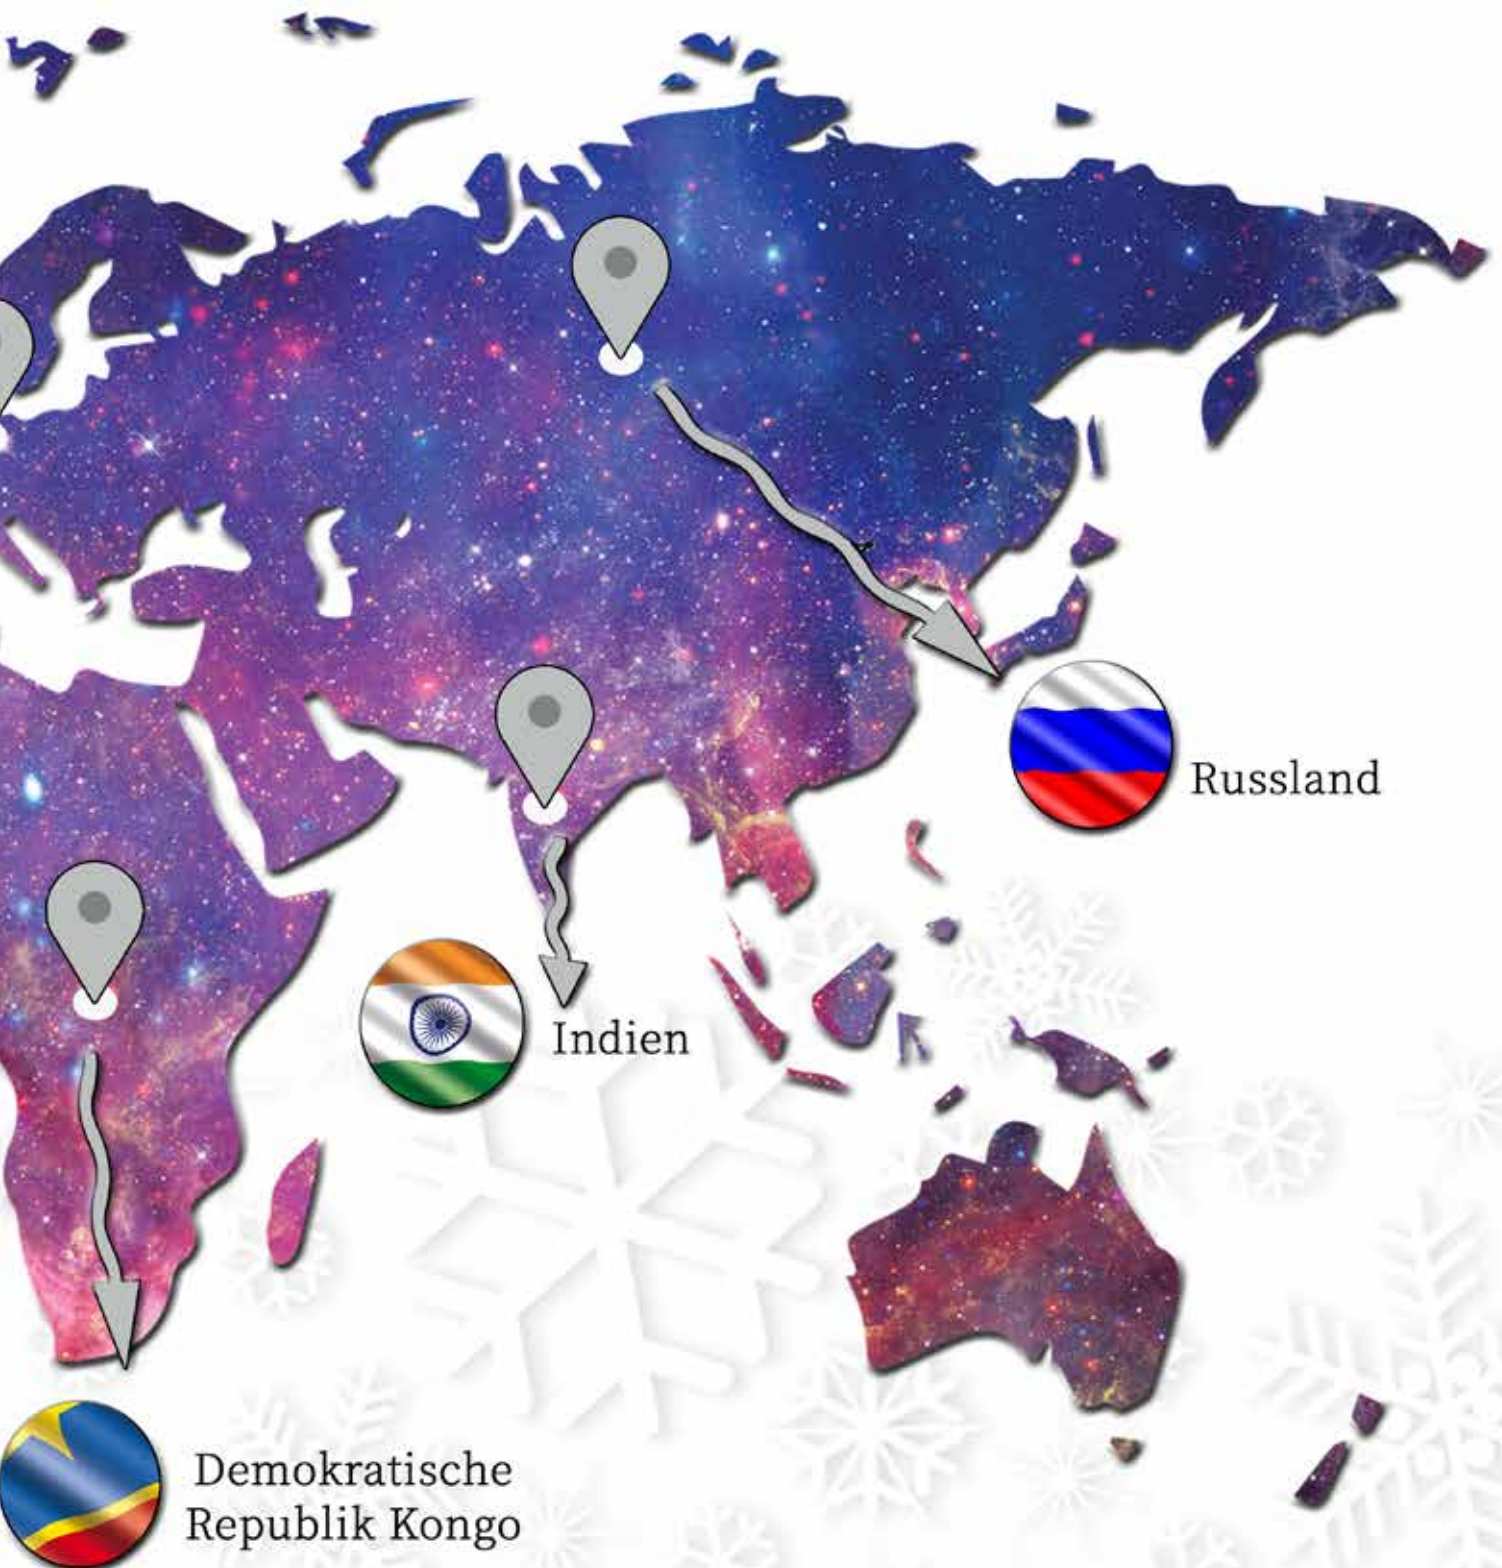 Russland
Indien
Demokratische
Republik Kongo